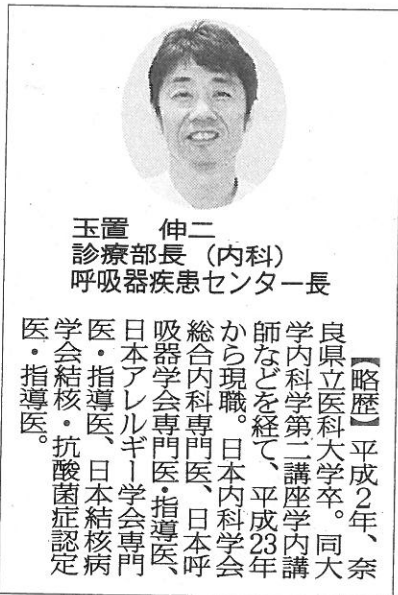 玉置　伸二
診療部長（内科）
呼吸器疾患センター長
【略歴】平成2年、奈
良県立医科大学卒。同大
学内科学第二講座学内講
師などを経て、平成23年
から現職。日本内科学会
総合内科専門医、日本呼
吸器学会専門医・指導医、
日本アレルギー学会専門
医・指導医、日本結核病
学会結核・抗酸菌症認定
医・指導医。